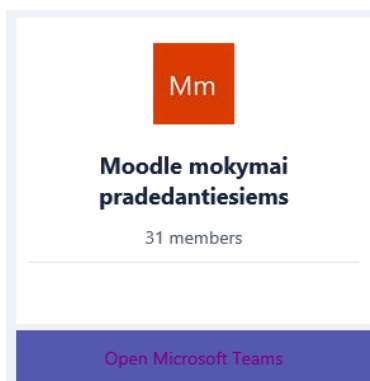 Mm
Moodle mokymai
pradedantiesiems
31 members
Open Microsoft Teams